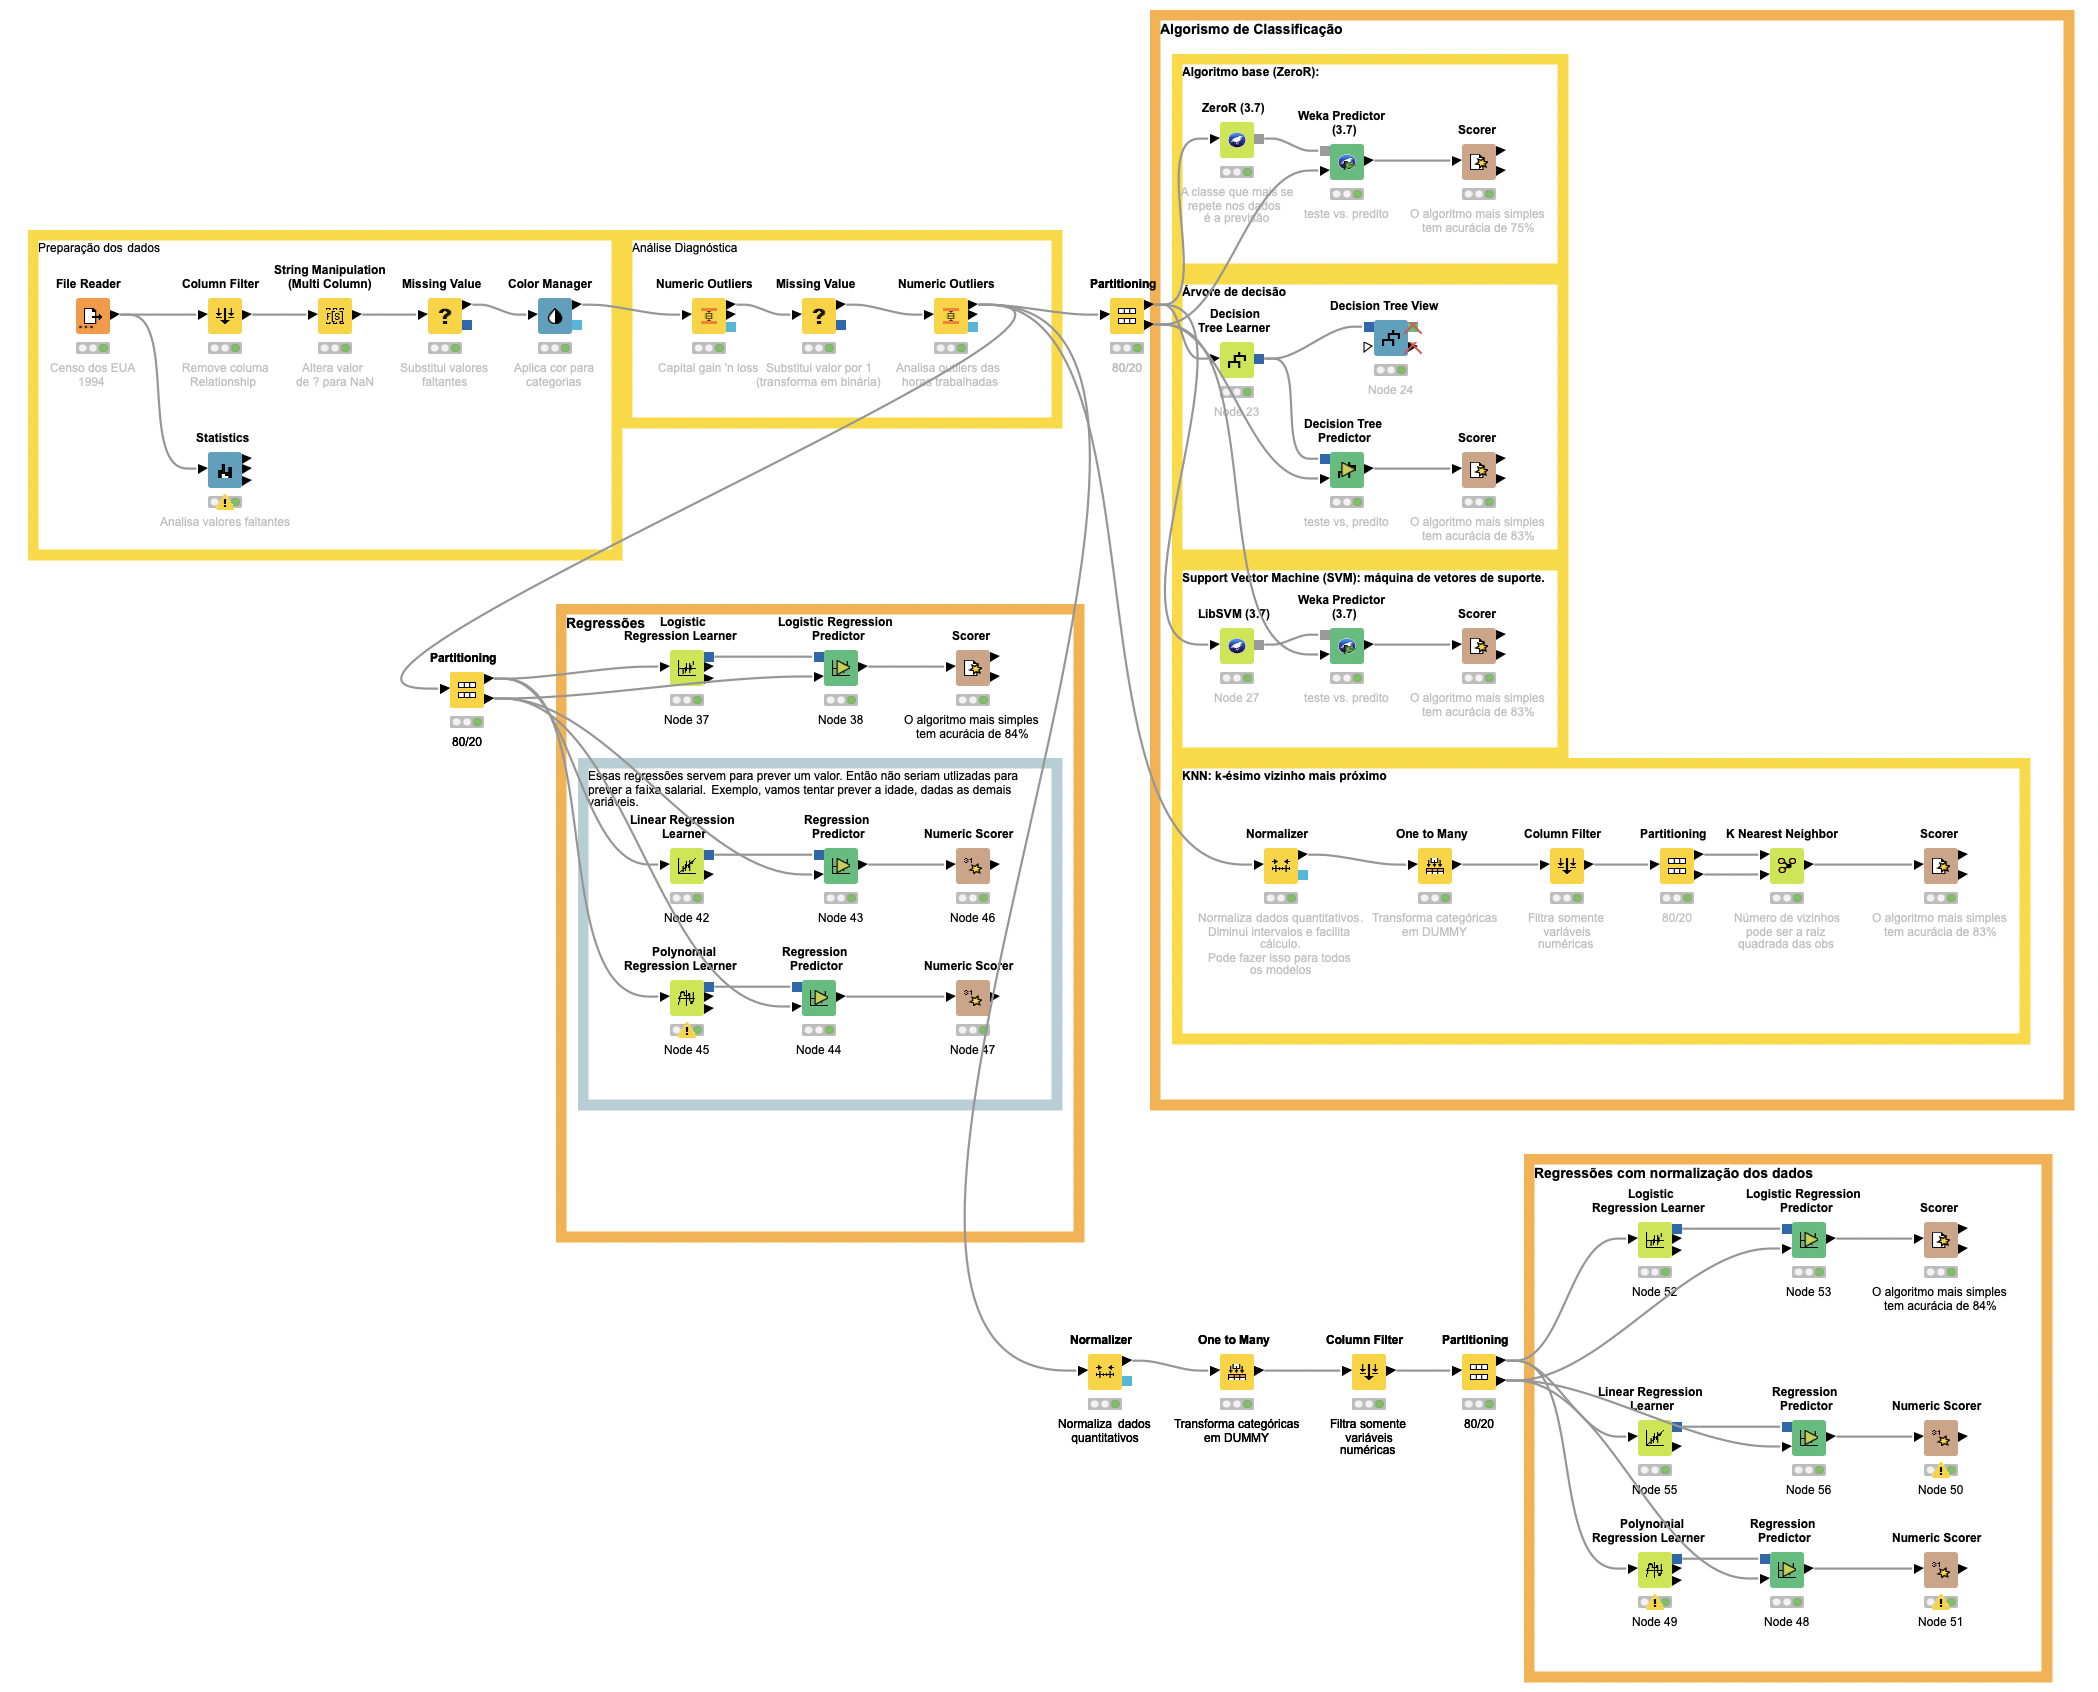 Algorismo de Classificação
Algoritmo base (ZeroR):
ZeroR (3.7)
A classe que mais se
repete nos dados
é a previsão
Weka Predictor
(3.7)
teste vs. predito
Scorer
O algoritmo mais simples
tem acurácia de 75%
Preparação dos dados
File Reader
Censo dos EUA
1994
Column Filter
Remove columa
Relationship
String Manipulation
(Multi Column)
Altera valor
de ? para NaN
Missing Value
Substitui valores
faltantes
Color Manager
Aplica cor para
categorias
Statistics
Analisa valores faltantes
Análise Diagnóstica
Numeric Outliers
Capital gain 'n loss
Missing Value
Substitui valor por 1
(transforma em binária)
Numeric Outliers
Analisa outliers das
horas trabalhadas
Partitioning
80/20
Árvore de decisão
Decision
Tree Learner
Node 23
Decision Tree View
Node 24
Decision Tree
Predictor
teste vs, predito
Scorer
O algoritmo mais simples
tem acurácia de 83%
Support Vector Machine (SVM): máquina de vetores de suporte.
LibSVM (3.7)
Node 27
Weka Predictor
(3.7)
teste vs. predito
Scorer
O algoritmo mais simples
tem acurácia de 83%
KNN: k-ésimo vizinho mais próximo
Normalizer
Normaliza dados quantitativos.
Diminui intervalos e facilita
cálculo.
Pode fazer isso para todos
os modelos
One to Many
Transforma categóricas
em DUMMY
Column Filter
Filtra somente
variáveis
numéricas
Partitioning
80/20
K Nearest Neighbor
Número de vizinhos
pode ser a raiz
quadrada das obs
Scorer
O algoritmo mais simples
tem acurácia de 83%
Partitioning
80/20
Regressões
Logistic
Regression Learner
Node 37
Logistic Regression
Predictor
Node 38
Scorer
O algoritmo mais simples
tem acurácia de 84%
Essas regressões servem para prever um valor. Então não seriam utlizadas para
prever a faixa salarial. Exemplo, vamos tentar prever a idade, dadas as demais
variáveis.
Linear Regression
Learner
Node 42
Regression
Predictor
Node 43
Numeric Scorer
31
Node 46
Polynomial
Regression Learner
Node 45
Regression
Predictor
Node 44
Numeric Scorer
31
Node 47
Normalizer
Normaliza dados
quantitativos
One to Many
Transforma categóricas
em DUMMY
Column Filter
Filtra somente
variáveis
numéricas
Partitioning
80/20
Regressões com normalização dos dados
Logistic
Regression Learner
Node 52
Logistic Regression
Predictor
Node 53
Scorer
O algoritmo mais simples
tem acurácia de 84%
Linear Regression
Learner
Node 55
Regression
Predictor
Node 56
Numeric Scorer
31
Node 50
Polynomial
Regression Learner
Node 49
Regression
Predictor
Node 48
Numeric Scorer
31
Node 51